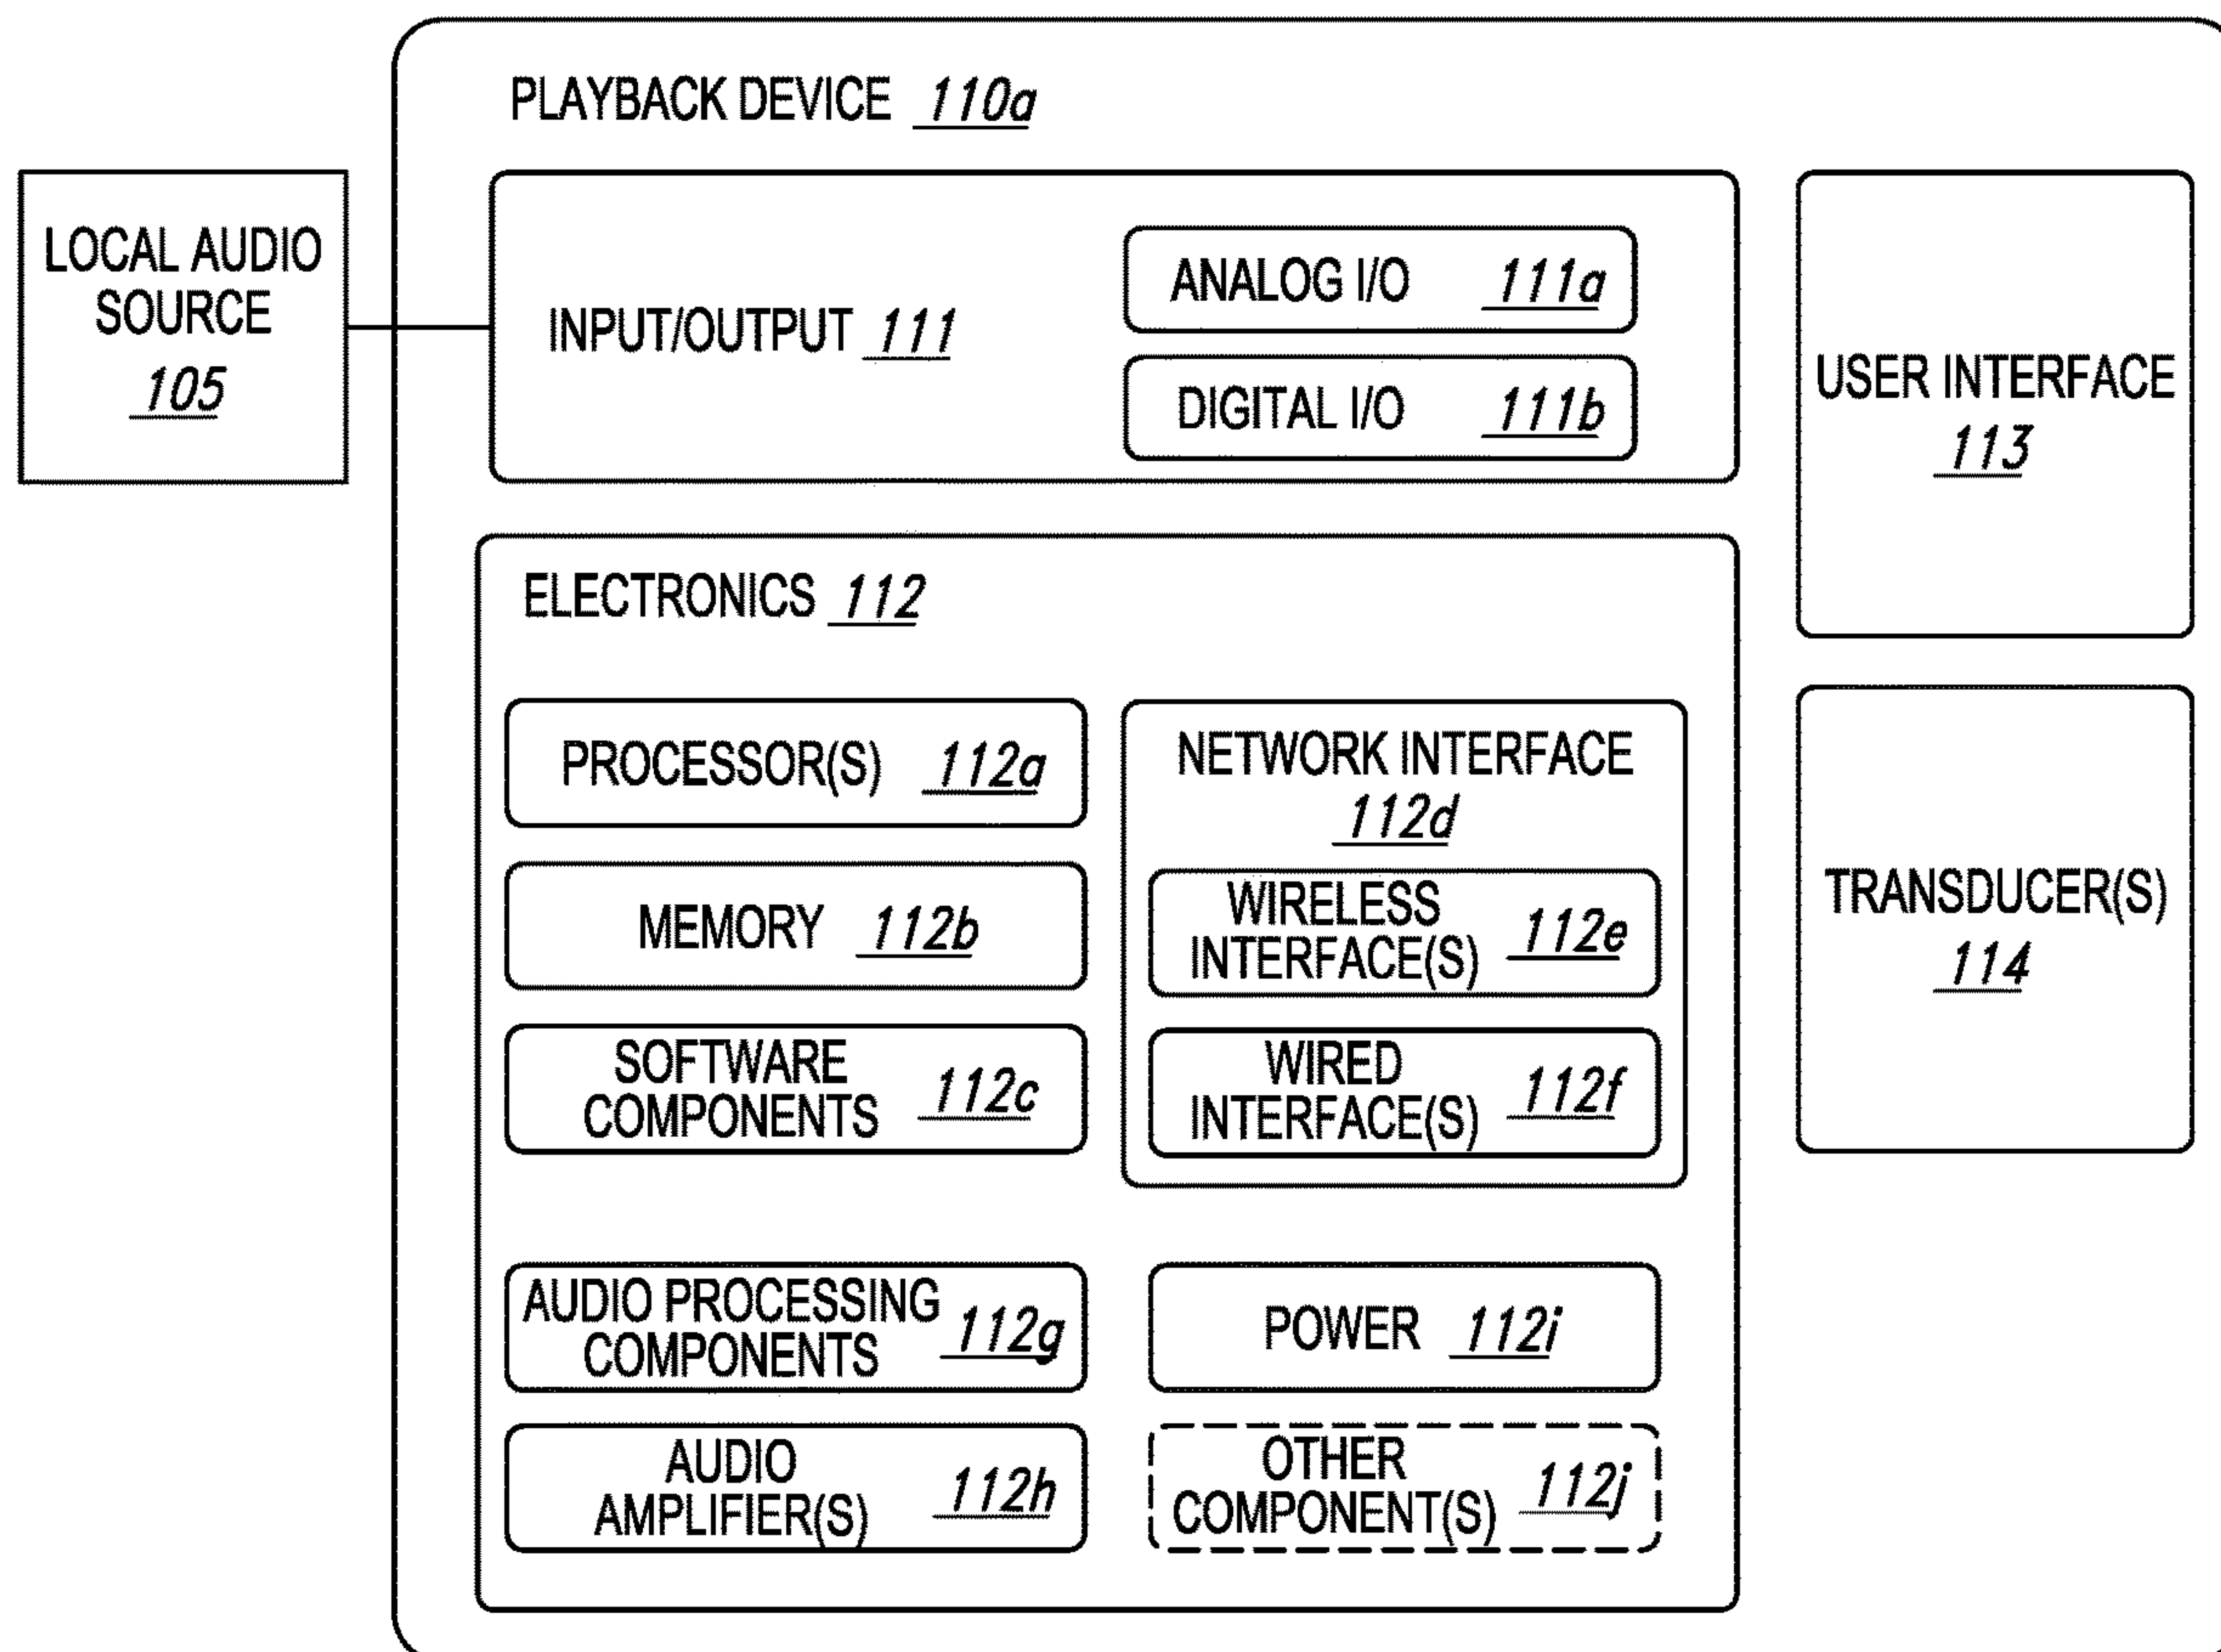 PLAYBACK DEVICE 110a
LOCAL AUDIO
SOURCE
105
INPUT/OUTPUT 111
ANALOG I/O 111a
DIGITAL I/O 111b
USER INTERFACE
113
ELECTRONICS 112
PROCESSOR(S) 112a
MEMORY 112b
SOFTWARE
COMPONENTS 112c
NETWORK INTERFACE
112d
WIRELESS
INTERFACE(S) 112e
WIRED
INTERFACE(S) 112f
TRANSDUCER(S)
114
AUDIO PROCESSING
COMPONENTS 112g
POWER 112i
AUDIO
AMPLIFIER(S) 112h
OTHER
COMPONENT(S) 112j